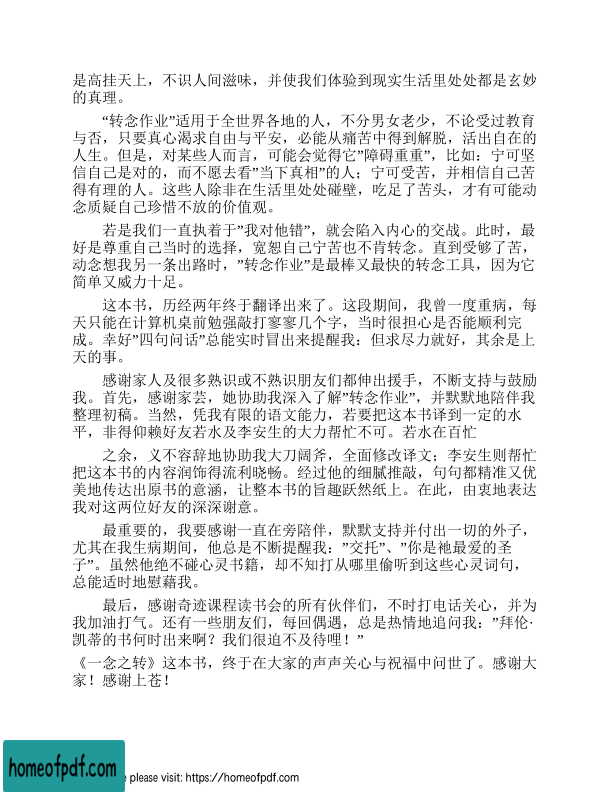 是高挂天上，不识人间滋味，并使我们体验到现实生活里处处都是玄妙
的真理。
“转念作业”适用于全世界各地的人，不分男女老少，不论受过教育
与否，只要真心渴求自由与平安，必能从痛苦中得到解脱，活出自在的
人生。但是，对某些人而言，可能会觉得它”障碍重重”，比如：宁可坚
信自己是对的，而不愿去看”当下真相”的人；宁可受苦，并相信自己苦
得有理的人。这些人除非在生活里处处碰壁，吃足了苦头，才有可能动
念质疑自己珍惜不放的价值观。
若是我们一直执着于”我对他错”，就会陷入内心的交战。此时，最
好是尊重自己当时的选择，宽恕自己宁苦也不肯转念。直到受够了苦，
动念想我另一条出路时，”转念作业”是最棒又最快的转念工具，因为它
简单又威力十足。
这本书，历经两年终于翻译出来了。这段期间，我曾一度重病，每
天只能在计算机桌前勉强敲打寥寥几个字，当时很担心是否能顺利完
成。幸好”四句问话”总能实时冒出来提醒我：但求尽力就好，其余是上
天的事。
感谢家人及很多熟识或不熟识朋友们都伸出援手，不断支持与鼓励
我。首先，感谢家芸，她协助我深入了解”转念作业”，并默默地陪伴我
整理初稿。当然，凭我有限的语文能力，若要把这本书译到一定的水
平，非得仰赖好友若水及李安生的大力帮忙不可。若水在百忙
之余，义不容辞地协助我大刀阔斧，全面修改译文；李安生则帮忙
把这本书的内容润饰得流利晓畅。经过他的细腻推敲，句句都精准又优
美地传达出原书的意涵，让整本书的旨趣跃然纸上。在此，由衷地表达
我对这两位好友的深深谢意。
最重要的，我要感谢一直在旁陪伴，默默支持并付出一切的外子，
尤其在我生病期间，他总是不断提醒我：”交托”、”你是祂最爱的圣
子”。虽然他绝不碰心灵书籍，却不知打从哪里偷听到这些心灵词句，
总能适时地慰藉我。
最后，感谢奇迹课程读书会的所有伙伴们，不时打电话关心，并为
我加油打气。还有一些朋友们，每回偶遇，总是热情地追问我：”拜伦·
凯蒂的书何时出来啊？我们很迫不及待哩！”
《一念之转》这本书，终于在大家的声声关心与祝福中问世了。感谢大
家！感谢上苍！
homeofpdf.com
e please visit: https://homeofpdf.com